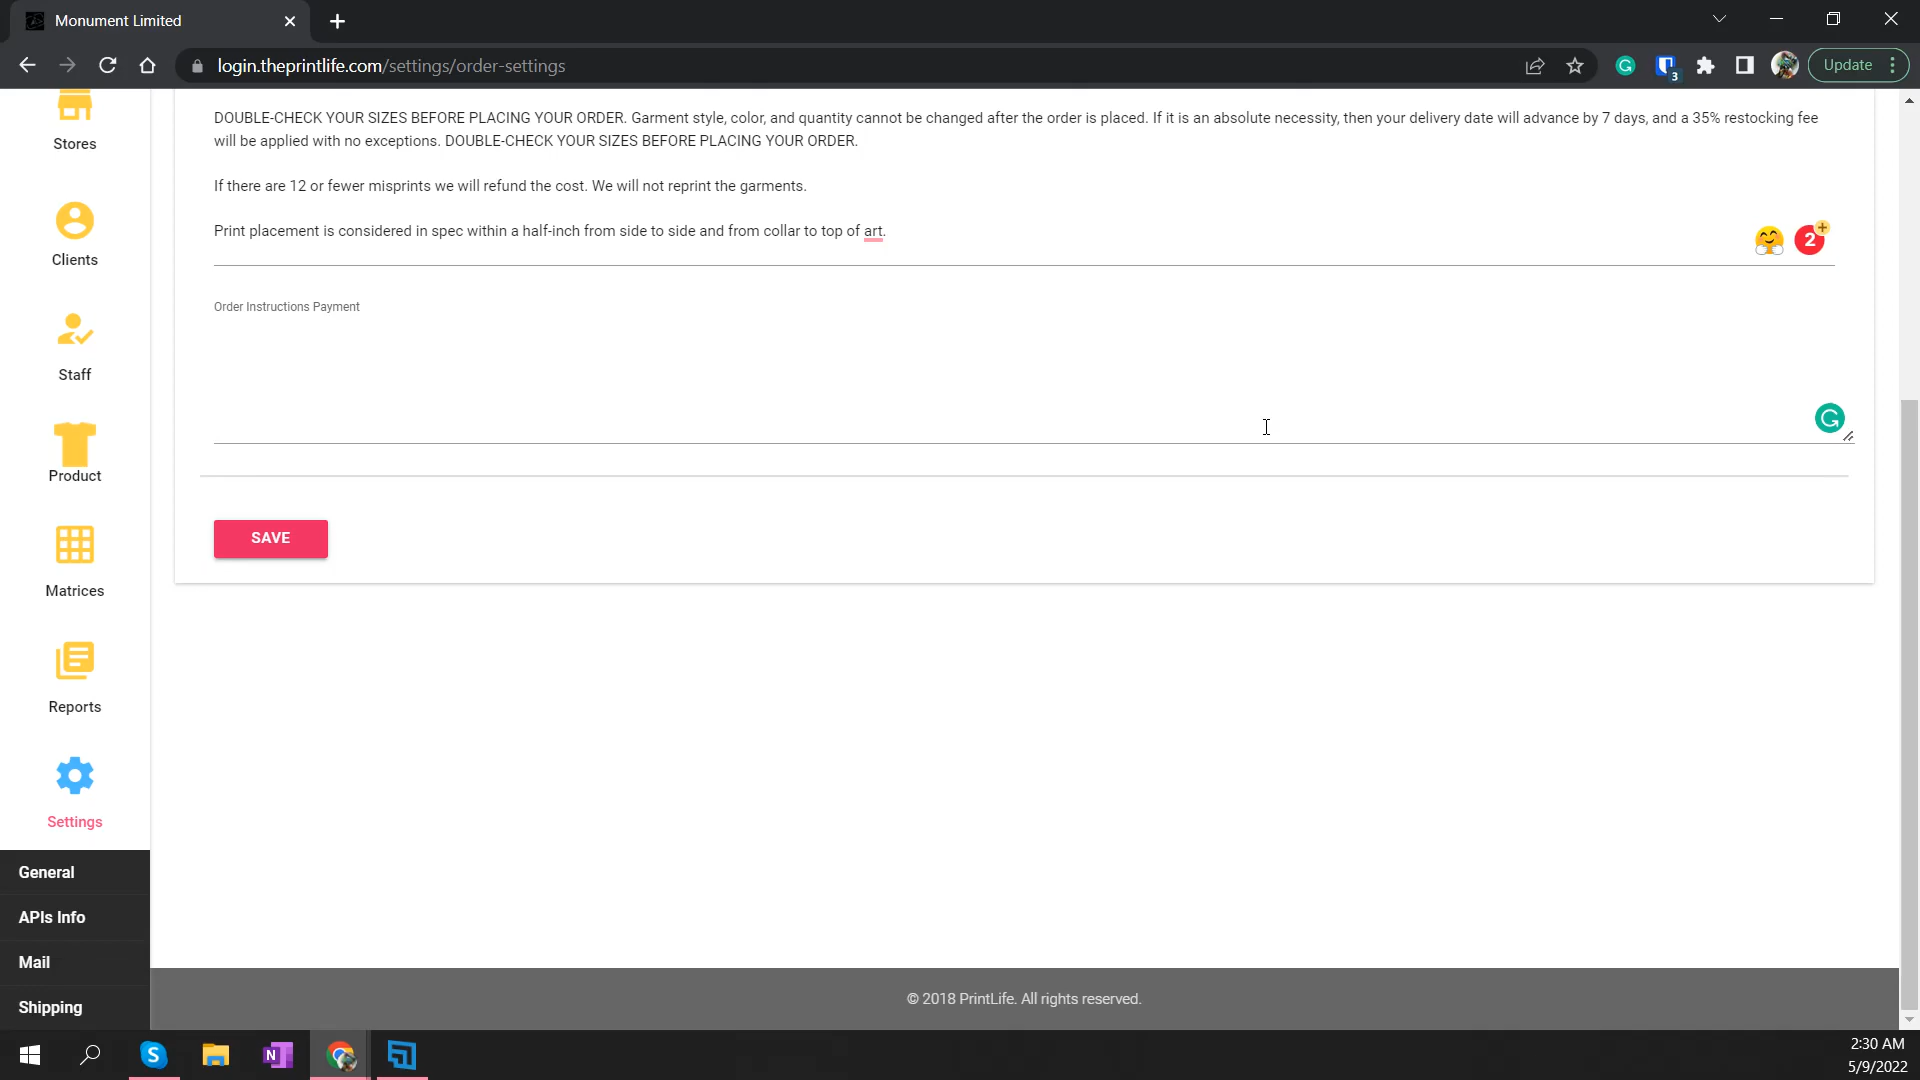 Monument Limited
login.theprintlife.com/settings/order-settings
3
Update
Stores
Clients
Staff
Product
Matrices
Reports
Settings
General
APIs Info
Mail
Shipping
DOUBLE-CHECK YOUR SIZES BEFORE PLACING YOUR ORDER. Garment style, color, and quantity cannot be changed after the order is placed. If it is an absolute necessity, then your delivery date will advance by 7 days, and a 35% restocking fee
will be applied with no exceptions. DOUBLE-CHECK YOUR SIZES BEFORE PLACING YOUR ORDER.
If there are 12 or fewer misprints we will refund the cost. We will not reprint the garments.
Print placement is considered in spec within a half-inch from side to side and from collar to top of art.
2
Order Instructions Payment
SAVE
© 2018 PrintLife. All rights reserved.
2:30 AM
5/9/2022